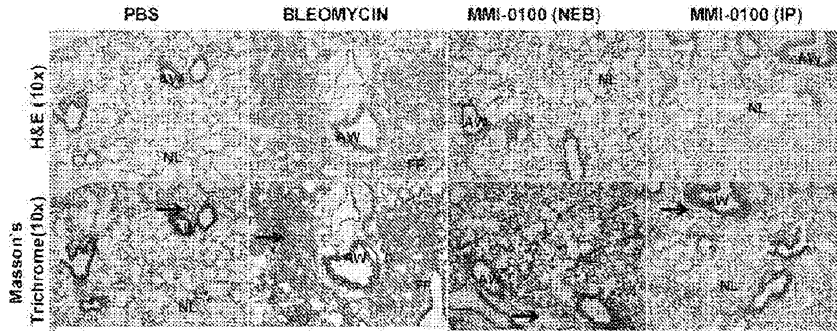 PBS BLEOMYCIN MMI-0100 (NEB) MMI-0100 (IP)
H&E (10x)
AW NL
AW FF
NL AW
AW NL
Masson's
Trichrome(10x)
NL
AW
AW
AW NL